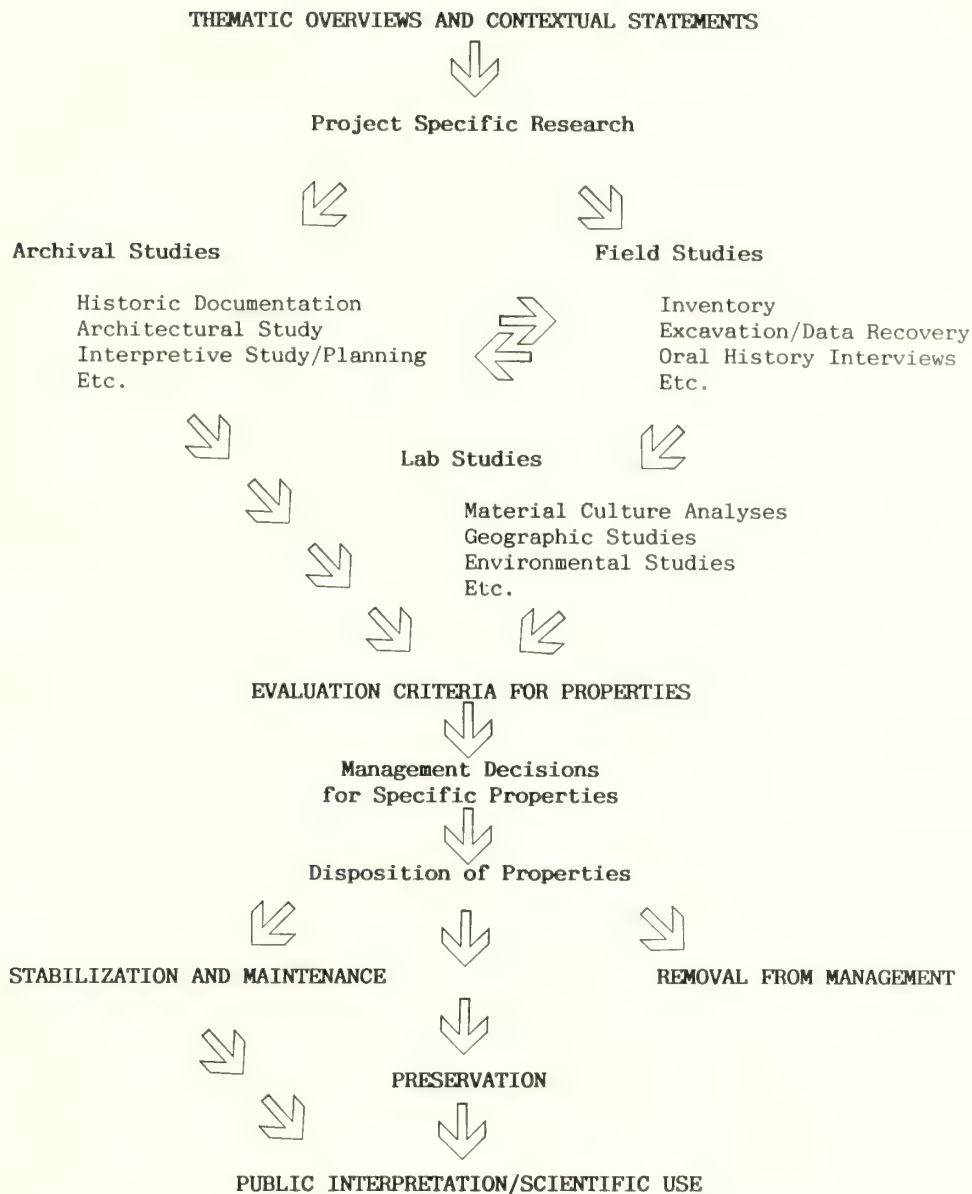 THEMATIC OVERVIEWS AND CONTEXTUAL STATEMENTS
Project Specific Research
Archival Studies
Historic Documentation
Architectural Study
Interpretive Study/Planning
Etc.
Field Studies
Inventory
Excavation/Data Recovery
Oral History Interviews
Etc.
Lab Studies
Material Culture Analyses
Geographic Studies
Environmental Studies
Etc.
EVALUATION CRITERIA FOR PROPERTIES
Management Decisions
for Specific Properties
Disposition of Properties
STABILIZATION AND MAINTENANCE
REMOVAL FROM MANAGEMENT
PRESERVATION
PUBLIC INTERPRETATION/SCIENTIFIC USE